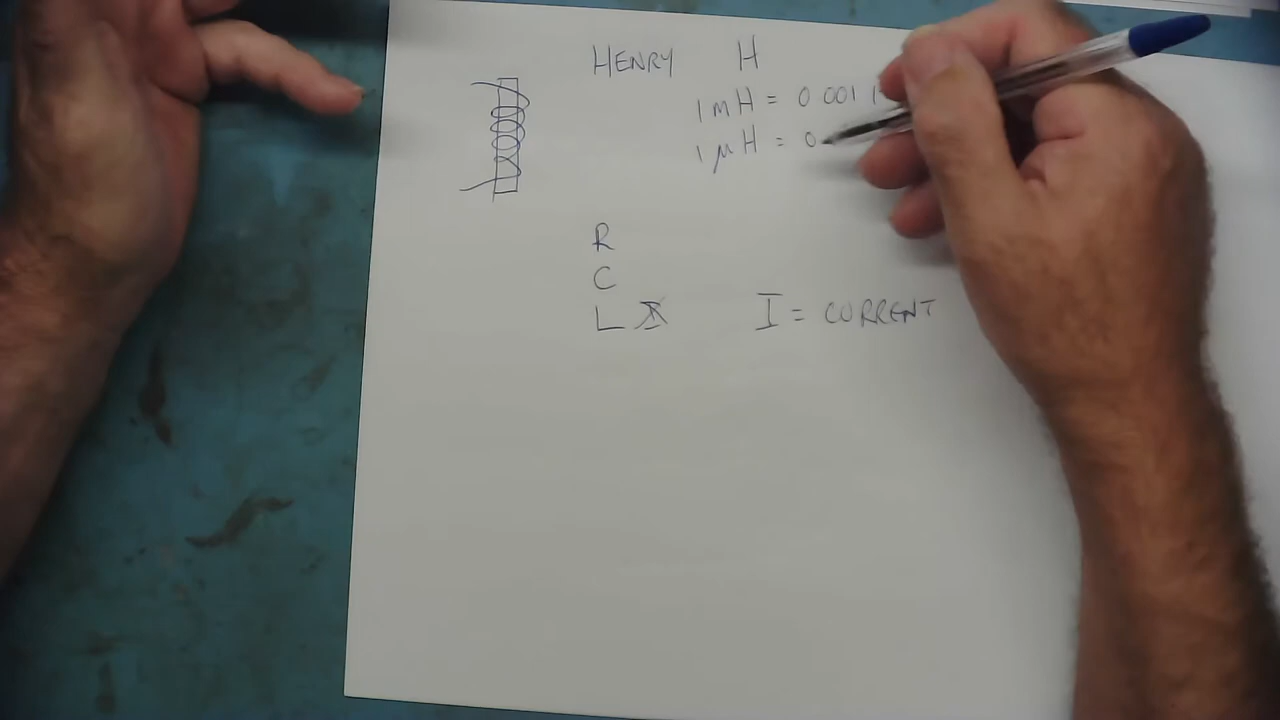 HENRY H
1 mH = 0 001
1 µH = 0
R
C
L I = CURRENT